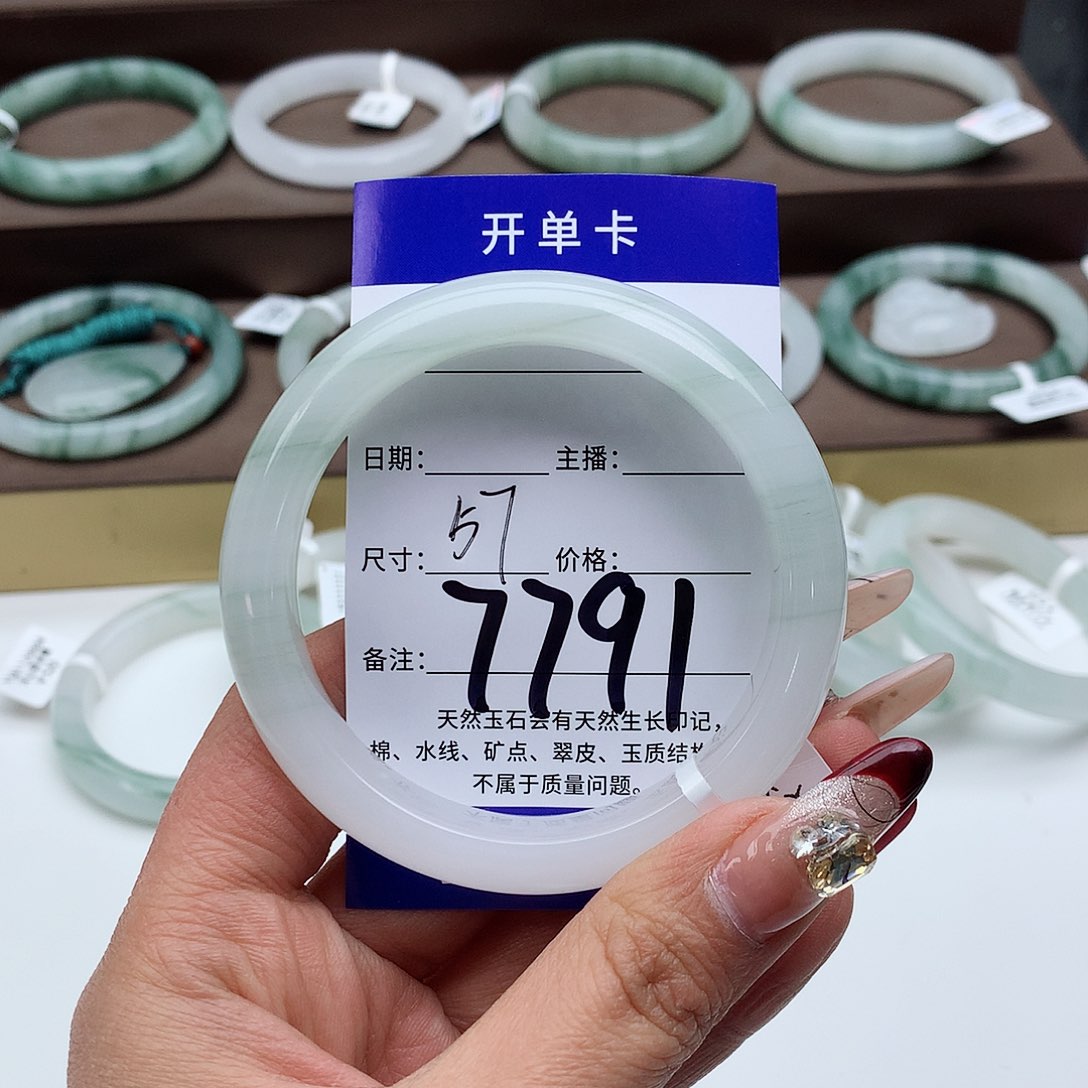 开单卡
日期: 主播:
尺寸: 57 价格:
备注: 7791
天然玉石会有天然生长印记，
棉、水线、矿点、翠皮、玉质结
不属于质量问题。